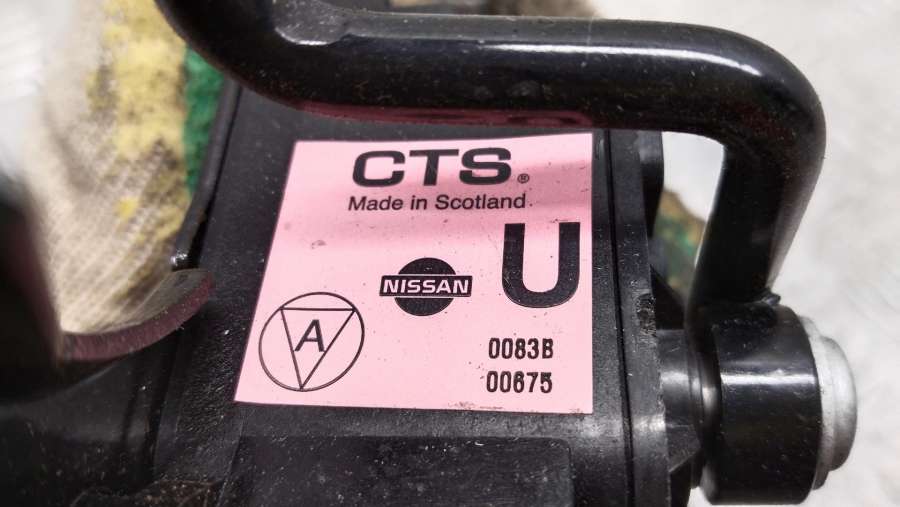 CTS®
Made in Scotland
NISSAN
U
A
0083B
00675